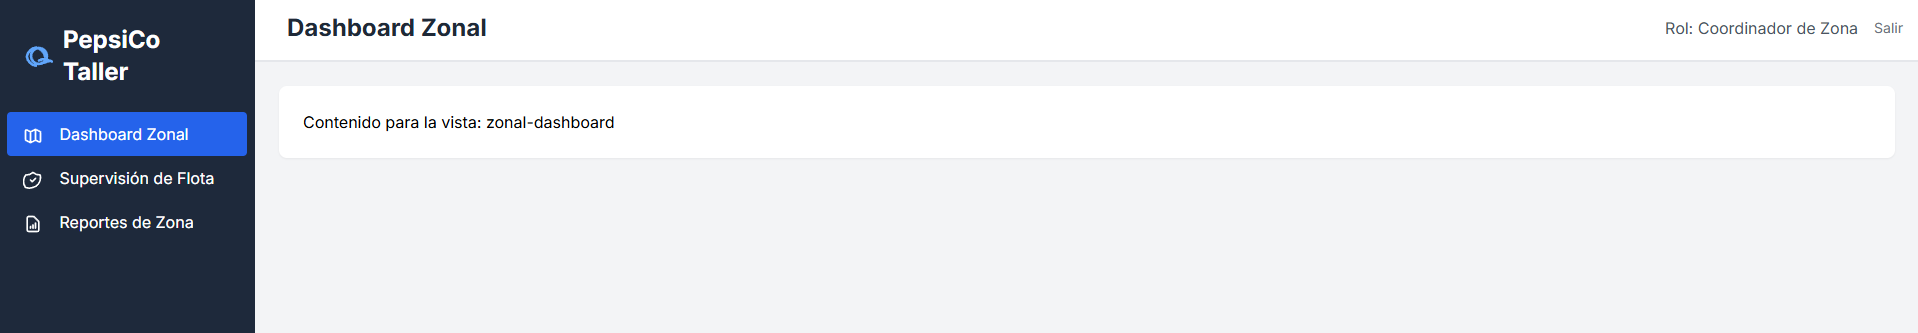 PepsiCo
Taller
Dashboard Zonal
Supervisión de Flota
Reportes de Zona
Dashboard Zonal
Rol: Coordinador de Zona
Salir
Contenido para la vista: zonal-dashboard